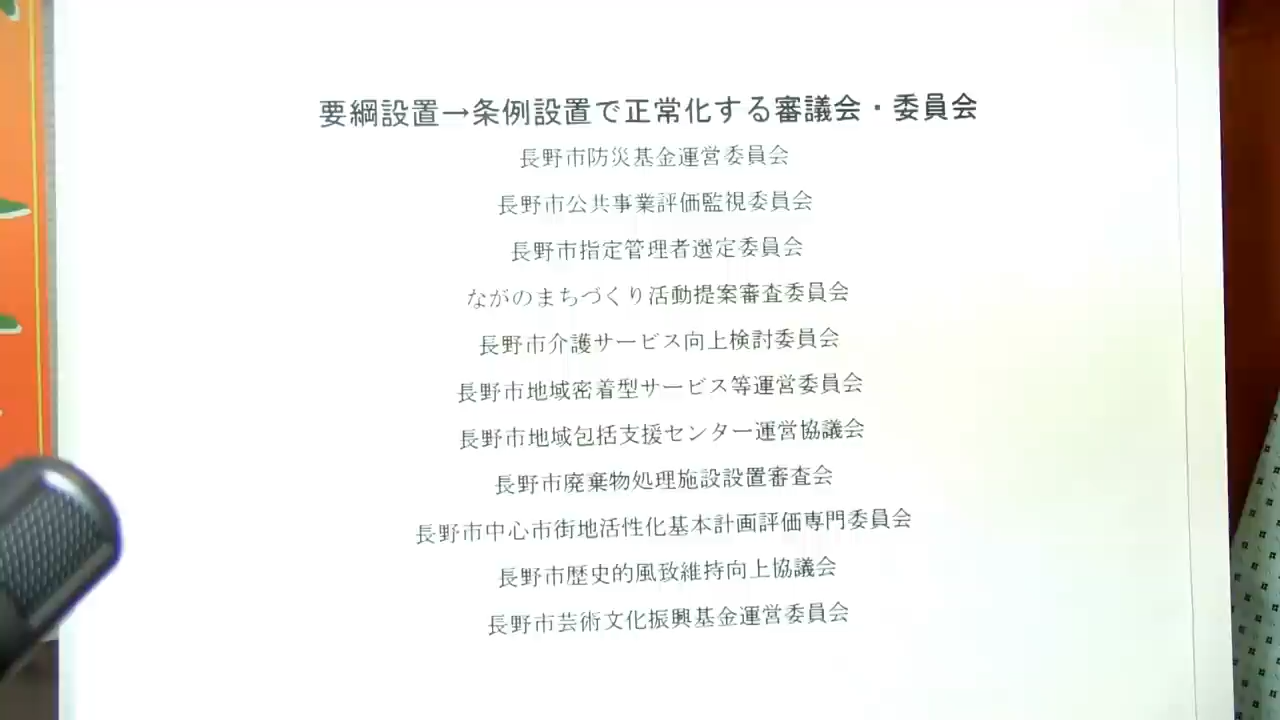 要綱設置→条例設置で正常化する審議会・委員会
長野市防災基金運営委員会
長野市公共事業評価監視委員会
長野市指定管理者選定委員会
ながのまちづくり活動提案審査委員会
長野市介護サービス向上検討委員会
長野市地域密着型サービス等運営委員会
長野市地域包括支援センター運営協議会
長野市廃棄物処理施設設置審査会
長野市中心市街地活性化基本計画評価専門委員会
長野市歴史的風致維持向上協議会
長野市芸術文化振興基金運営委員会